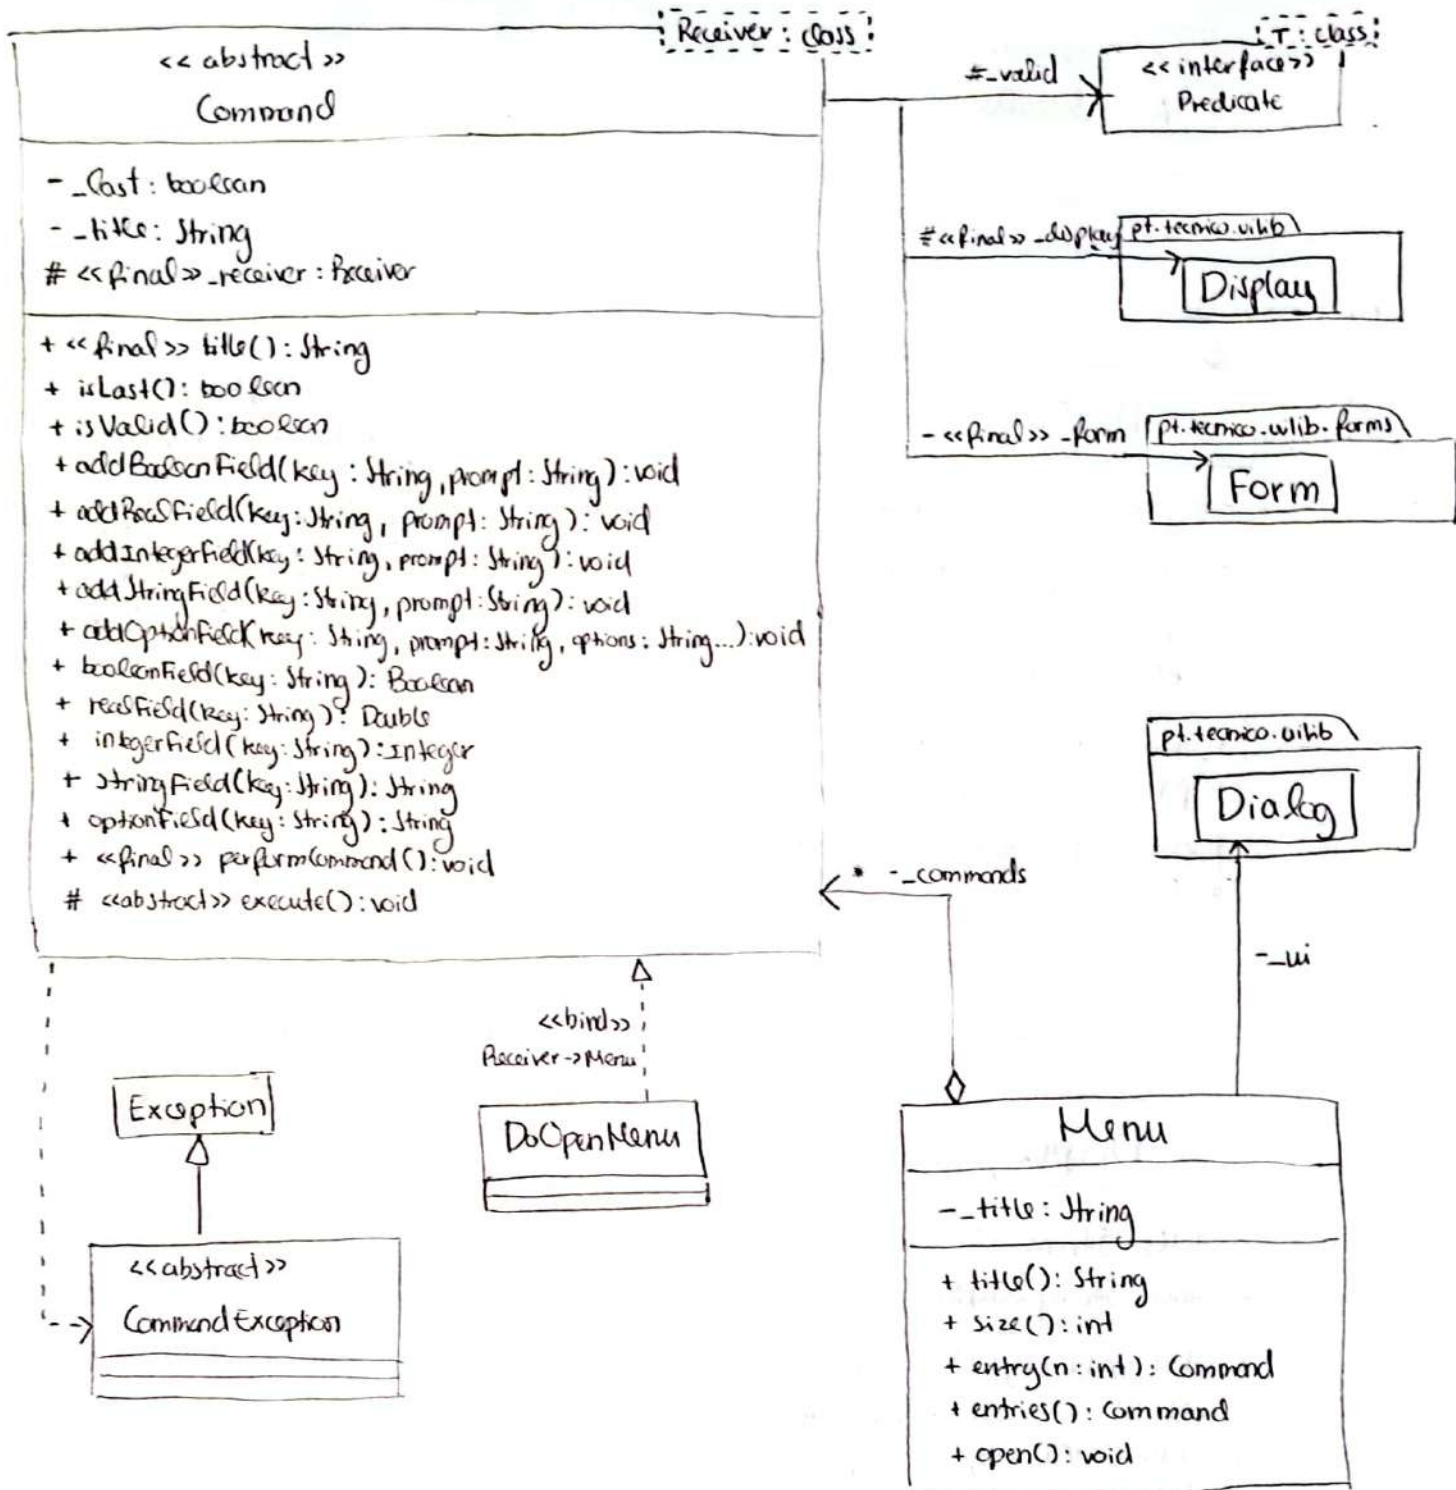 Receiver : class
<<abstract>>
Command
- _last : boolean
- _title : String
# <<final>> _receiver : Receiver
+ <<final>> title() : String
+ isLast() : boolean
+ isValid() : boolean
+ addBooleanField(key : String, prompt : String) : void
+ addRealField(key : String, prompt : String) : void
+ addIntegerField(key : String, prompt : String) : void
+ addStringField(key : String, prompt : String) : void
+ addOptionField(key : String, prompt : String, options : String...) : void
+ booleanField(key : String) : Boolean
+ realField(key : String) : Double
+ integerField(key : String) : Integer
+ stringField(key : String) : String
+ optionField(key : String) : String
+ <<final>> performCommand() : void
# <<abstract>> execute() : void
#_valid
T : class
<<interface>>
Predicate
#<<final>> _display
pt.tecnico.uilib
Display
- <<final>> _form
pt.tecnico.uilib.forms
Form
pt.tecnico.uilib
Dialog
* -_commands
-_ui
<<bind>>
Receiver->Menu
DoOpenMenu
Exception
<<abstract>>
CommandException
Menu
-_title : String
+ title() : String
+ size() : int
+ entry(n : int) : Command
+ entries() : Command
+ open() : void